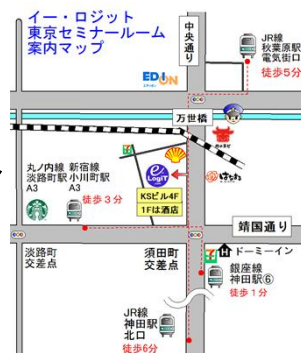 イー・ロジット
東京セミナールーム
案内マップ
中央通り
JR線
秋葉原駅
電気街口
徒歩5分
EDION
万世橋
丸ノ内線 新宿線
淡路町駅 小川町駅
A3 A3
徒歩3分
e LogiT
KSビル4F
1Fは酒店
靖国通り
淡路町
交差点
須田町
交差点
ドーミーイン
銀座線
神田駅⑥
徒歩1分
JR線
神田駅
北口
徒歩6分